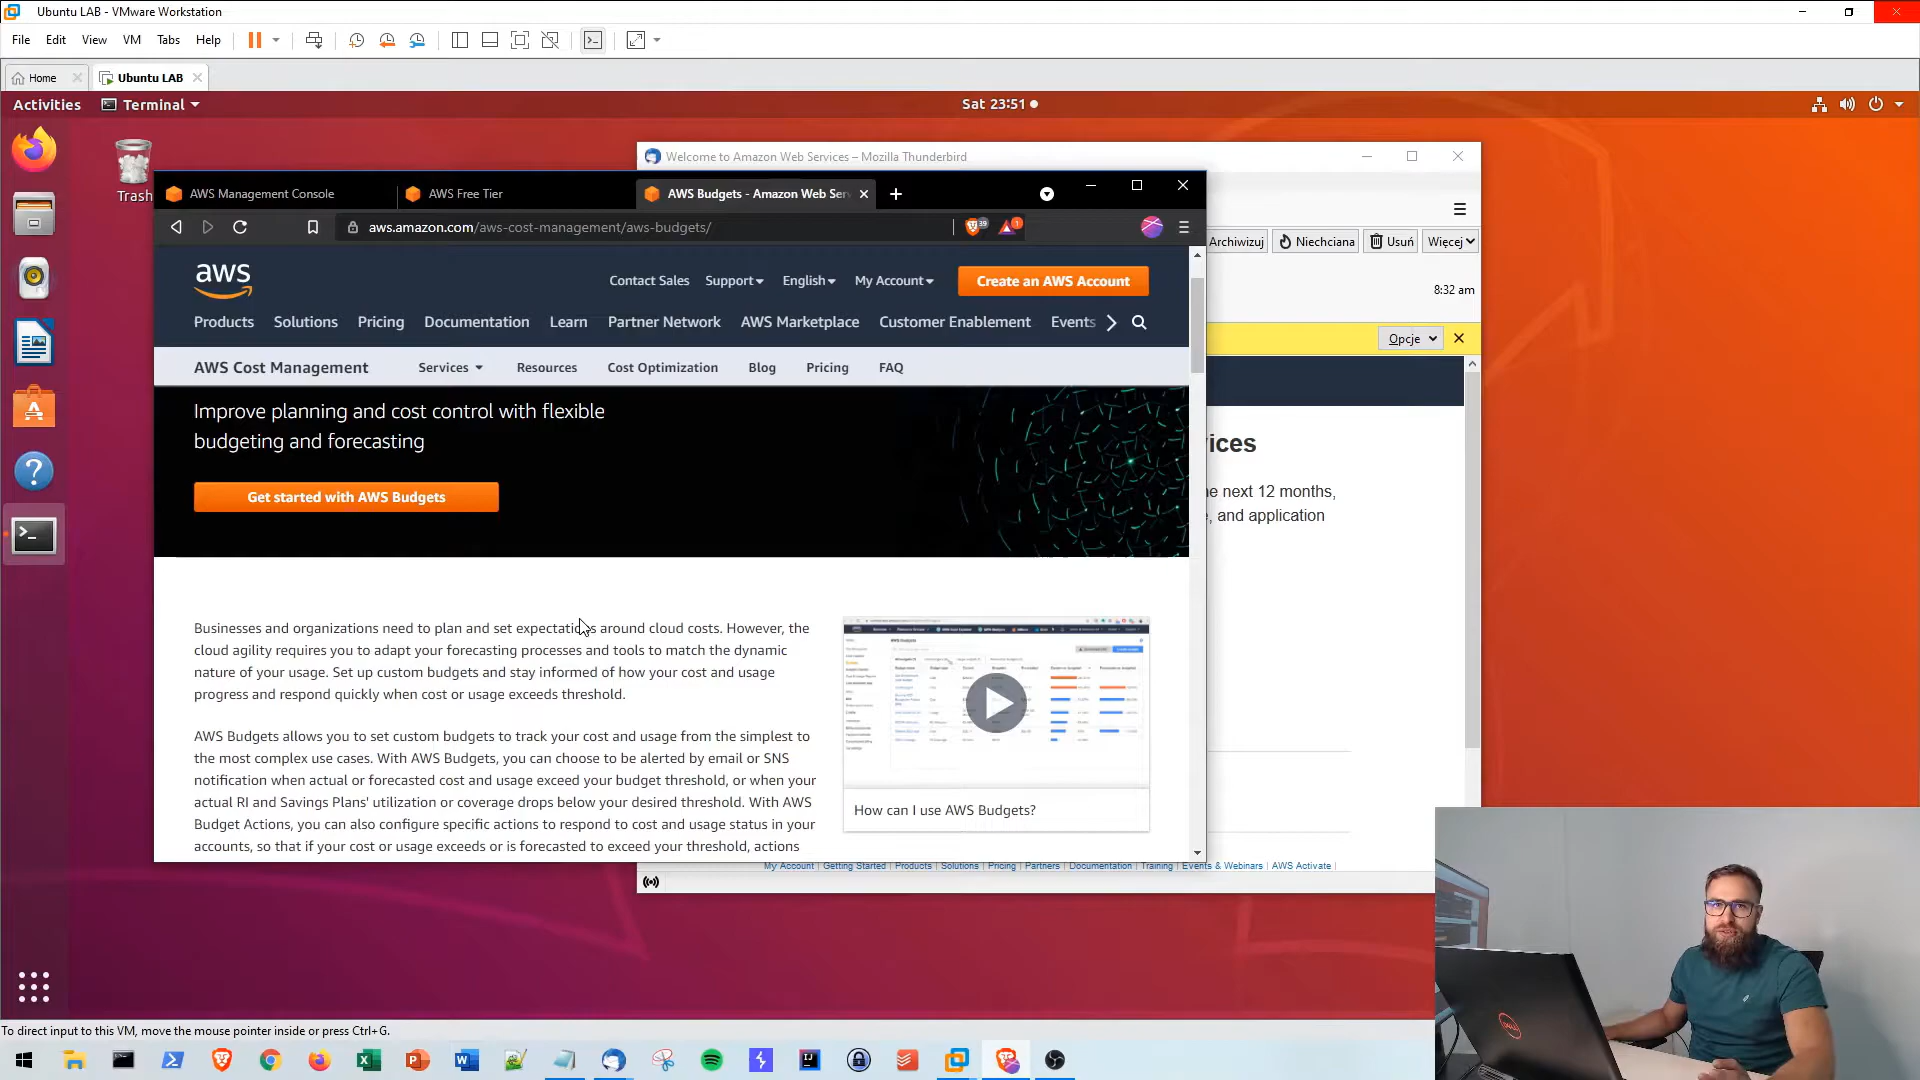 Ubuntu LAB - VMware Workstation
File Edit View VM Tabs Help
Home
Ubuntu LAB
Activities
Terminal
Sat 23:51
Trash
Welcome to Amazon Web Services – Mozilla Thunderbird
AWS Management Console
AWS Free Tier
AWS Budgets - Amazon Web Ser
aws.amazon.com/aws-cost-management/aws-budgets/
39
1
Archiwizuj
Niechciana
Usuń
Więcej
8:32 am
Opcje
aws
Contact Sales Support English My Account Create an AWS Account
Products Solutions Pricing Documentation Learn Partner Network AWS Marketplace Customer Enablement Events
AWS Cost Management Services Resources Cost Optimization Blog Pricing FAQ
Improve planning and cost control with flexible
budgeting and forecasting
Get started with AWS Budgets
ices
ne next 12 months,
, and application
Businesses and organizations need to plan and set expectations around cloud costs. However, the
cloud agility requires you to adapt your forecasting processes and tools to match the dynamic
nature of your usage. Set up custom budgets and stay informed of how your cost and usage
progress and respond quickly when cost or usage exceeds threshold.
AWS Budgets allows you to set custom budgets to track your cost and usage from the simplest to
the most complex use cases. With AWS Budgets, you can choose to be alerted by email or SNS
notification when actual or forecasted cost and usage exceed your budget threshold, or when your
actual RI and Savings Plans' utilization or coverage drops below your desired threshold. With AWS
Budget Actions, you can also configure specific actions to respond to cost and usage status in your
accounts, so that if your cost or usage exceeds or is forecasted to exceed your threshold, actions
How can I use AWS Budgets?
My Account | Getting Started | Products | Solutions | Pricing | Partners | Documentation | Training | Events & Webinars | AWS Activate |
DELL
To direct input to this VM, move the mouse pointer inside or press Ctrl+G.